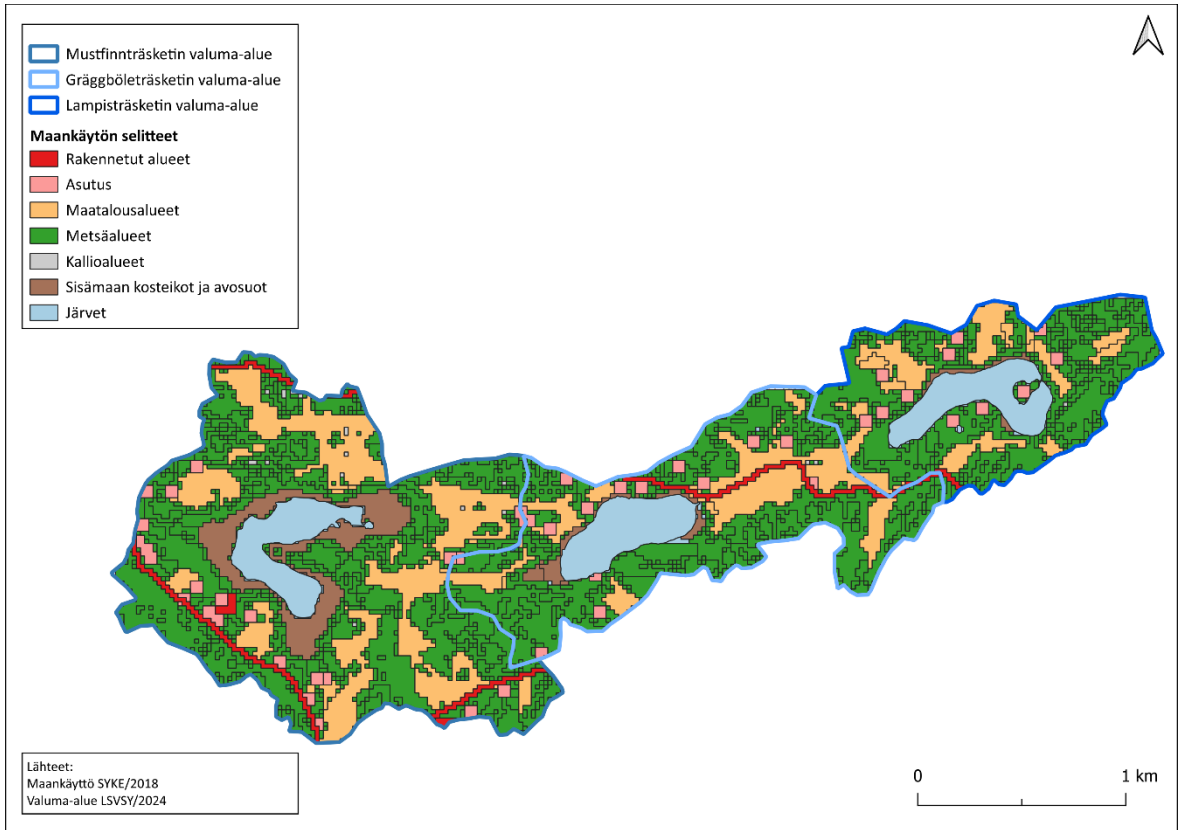 Mustfinnträsketin valuma-alue
Gräggböleträsketin valuma-alue
Lampisträsketin valuma-alue
Maankäytön selitteet
Rakennetut alueet
Asutus
Maatalousalueet
Metsäalueet
Kallioalueet
Sisämaan kosteikot ja avosuot
Järvet
Lähteet:
Maankäyttö SYKE/2018
Valuma-alue LSVSY/2024
0 1 km